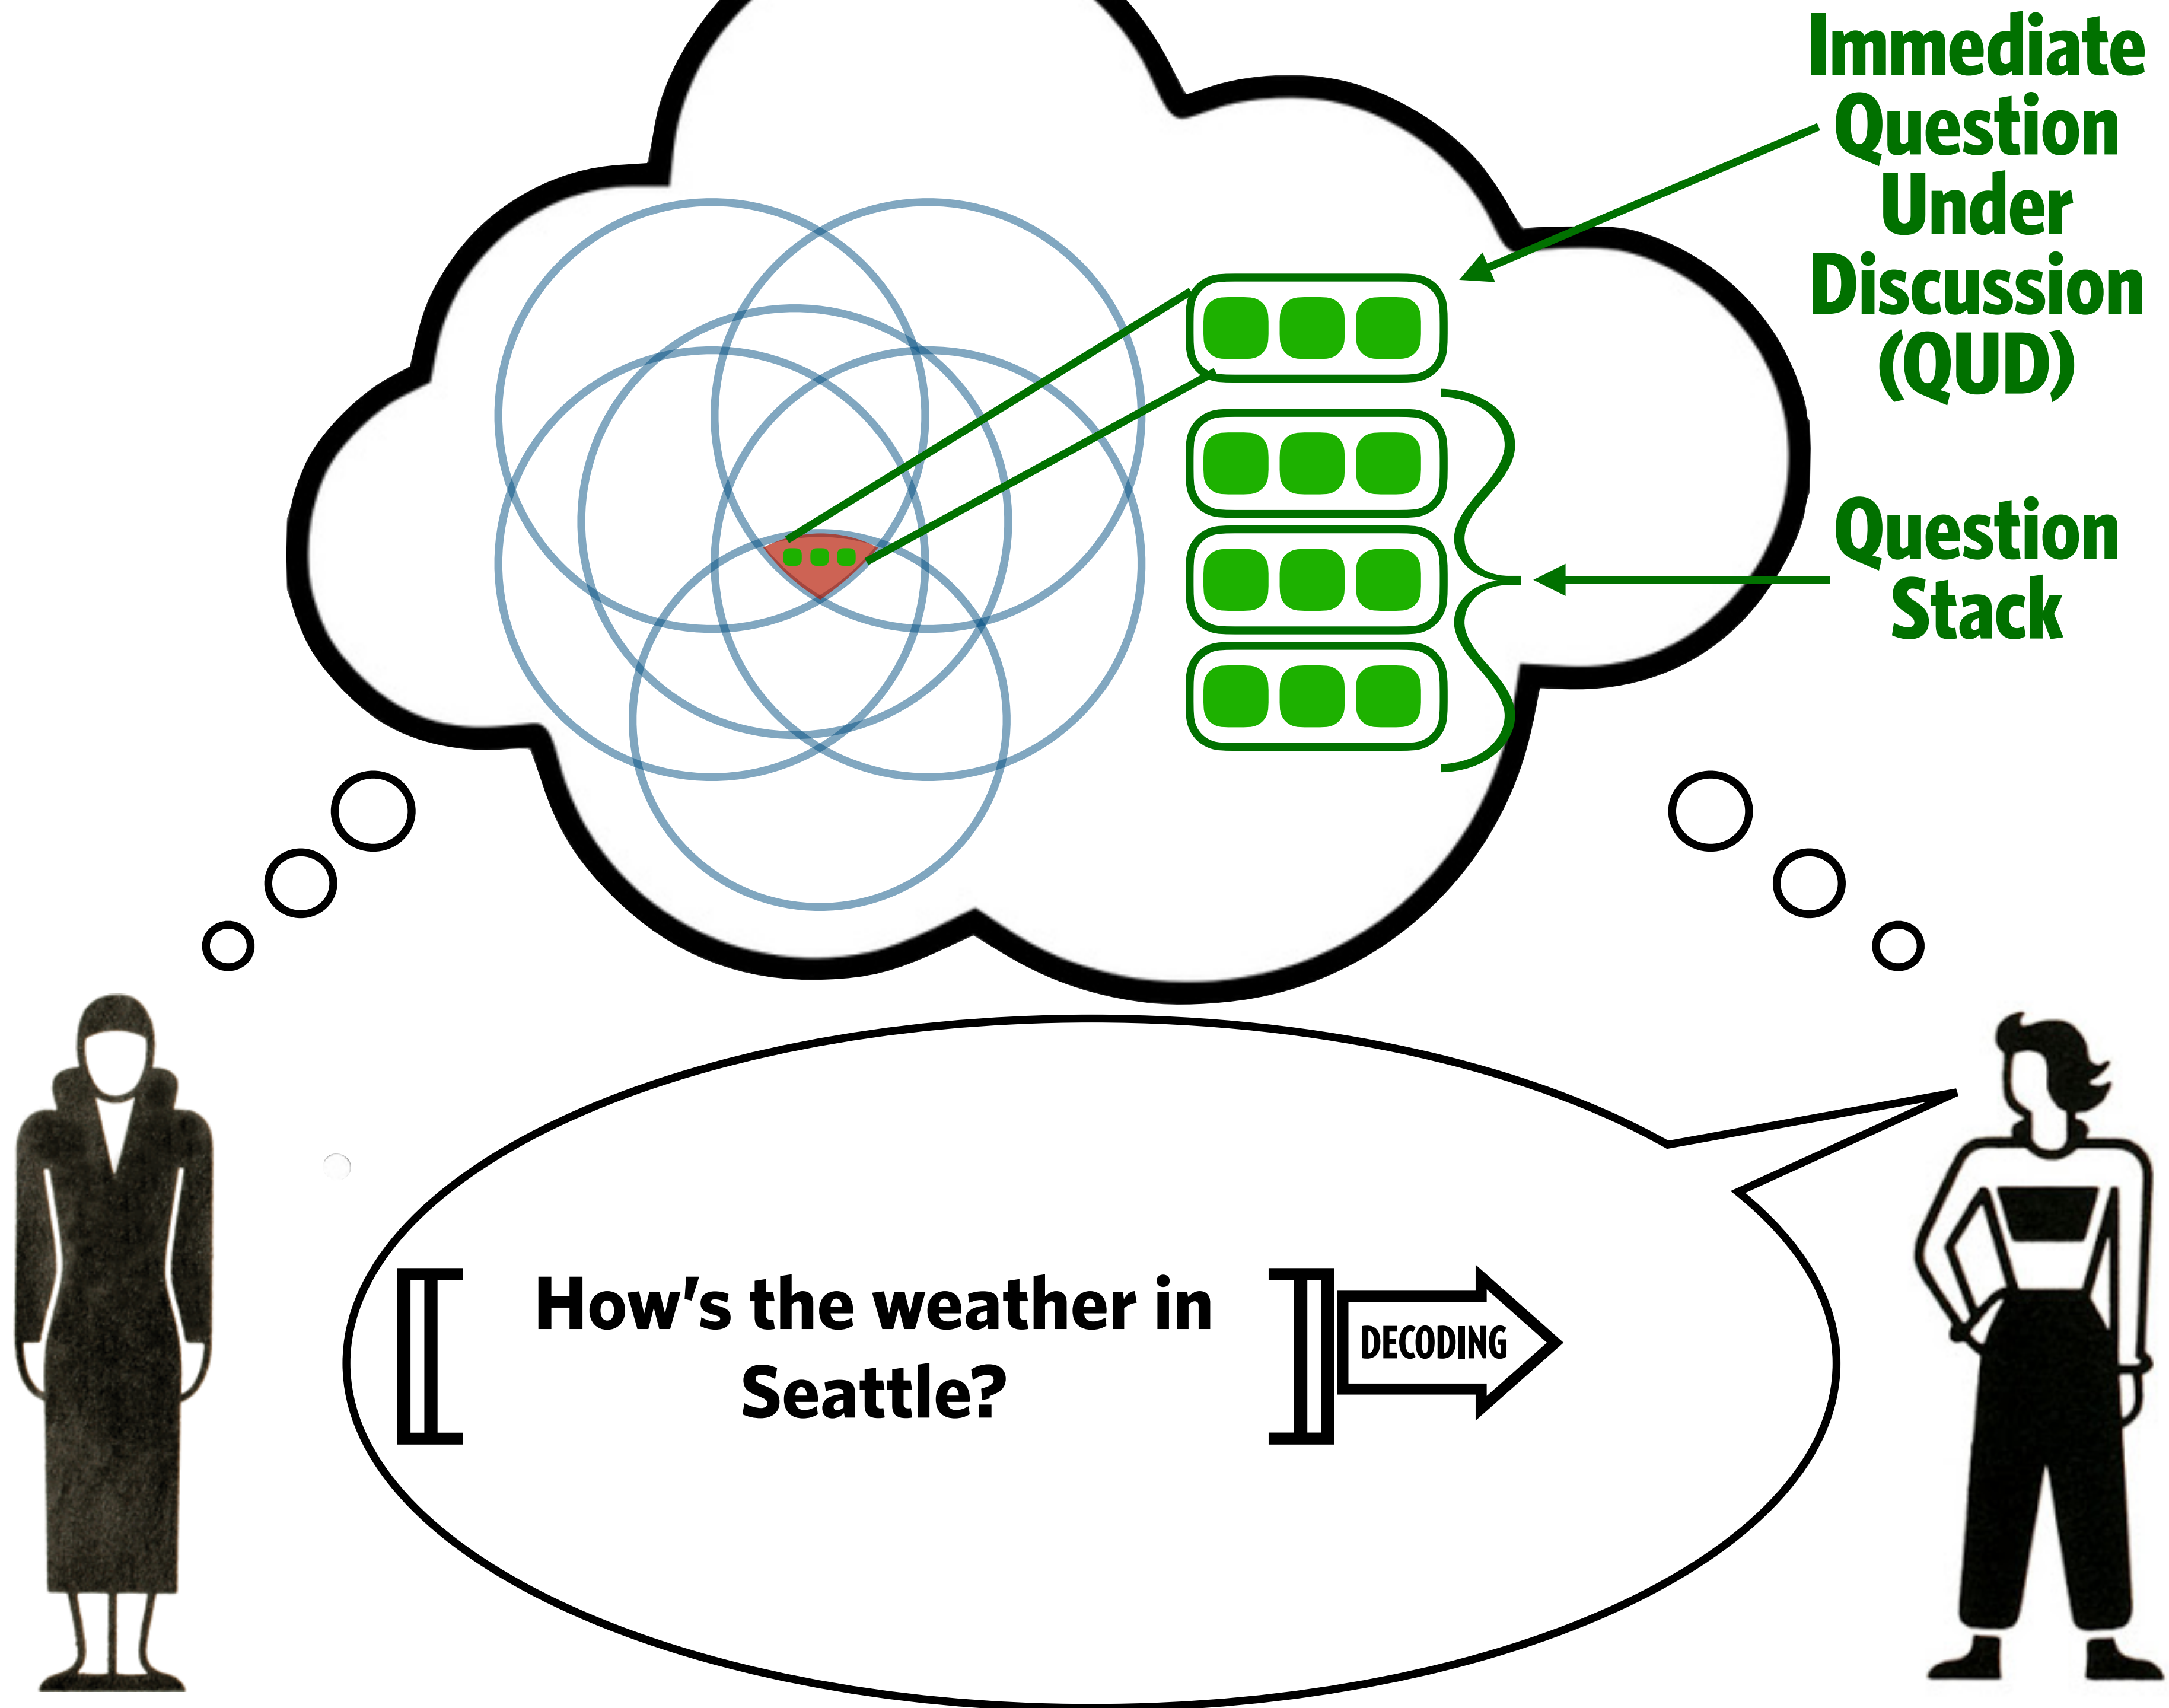 Immediate
Question
Under
Discussion
(QUD)
Question
Stack
How’s the weather in
Seattle?
DECODING